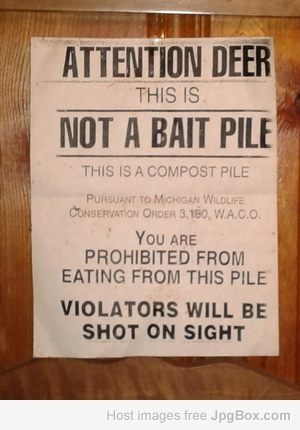 ATTENTION DEER
THIS IS
NOT A BAIT PILE
THIS IS A COMPOST PILE
PURSUANT TO MICHIGAN WILDLIFE
CONSERVATION ORDER 3.100, W.A.C.O.
YOU ARE
PROHIBITED FROM
EATING FROM THIS PILE
VIOLATORS WILL BE
SHOT ON SIGHT
Host images free JpgBox.com